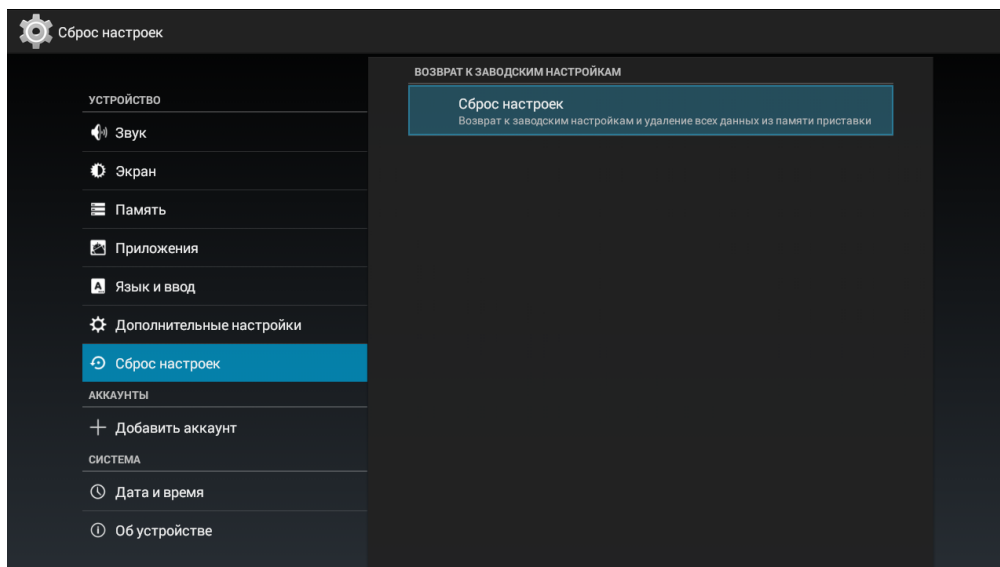 Сброс настроек
УСТРОЙСТВО
Звук
Экран
Память
Приложения
Язык и ввод
Дополнительные настройки
Сброс настроек
АККАУНТЫ
Добавить аккаунт
СИСТЕМА
Дата и время
Об устройстве
ВОЗВРАТ К ЗАВОДСКИМ НАСТРОЙКАМ
Сброс настроек
Возврат к заводским настройкам и удаление всех данных из памяти приставки